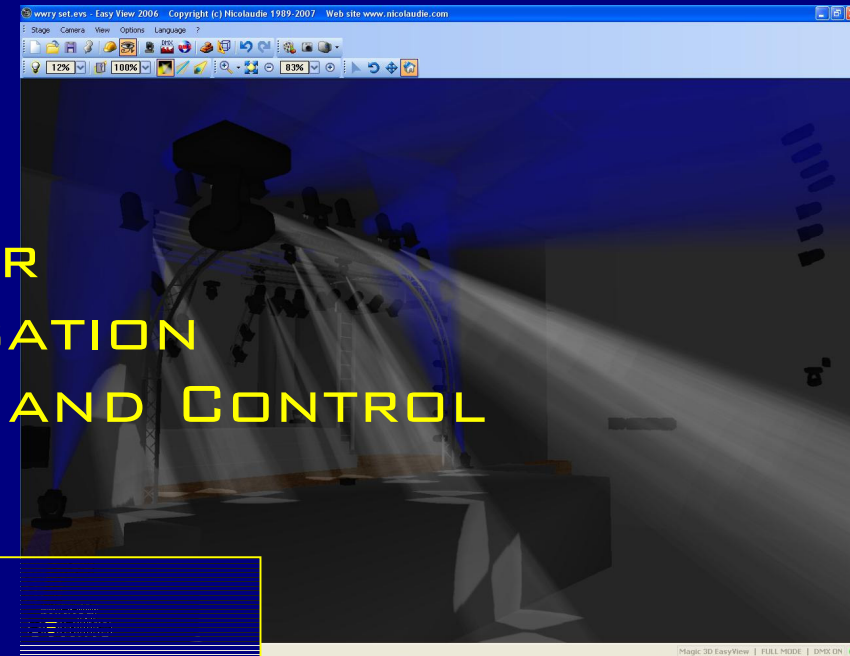 wwry set.evs - Easy View 2006 Copyright (c) Nicolaudie 1989-2007 Web site www.nicolaudie.com
Stage Camera View Options Language ?
DMX
12% 100% 83%
R
ATION
AND CONTROL
Magic 3D EasyView | FULL MODE | DMX ON